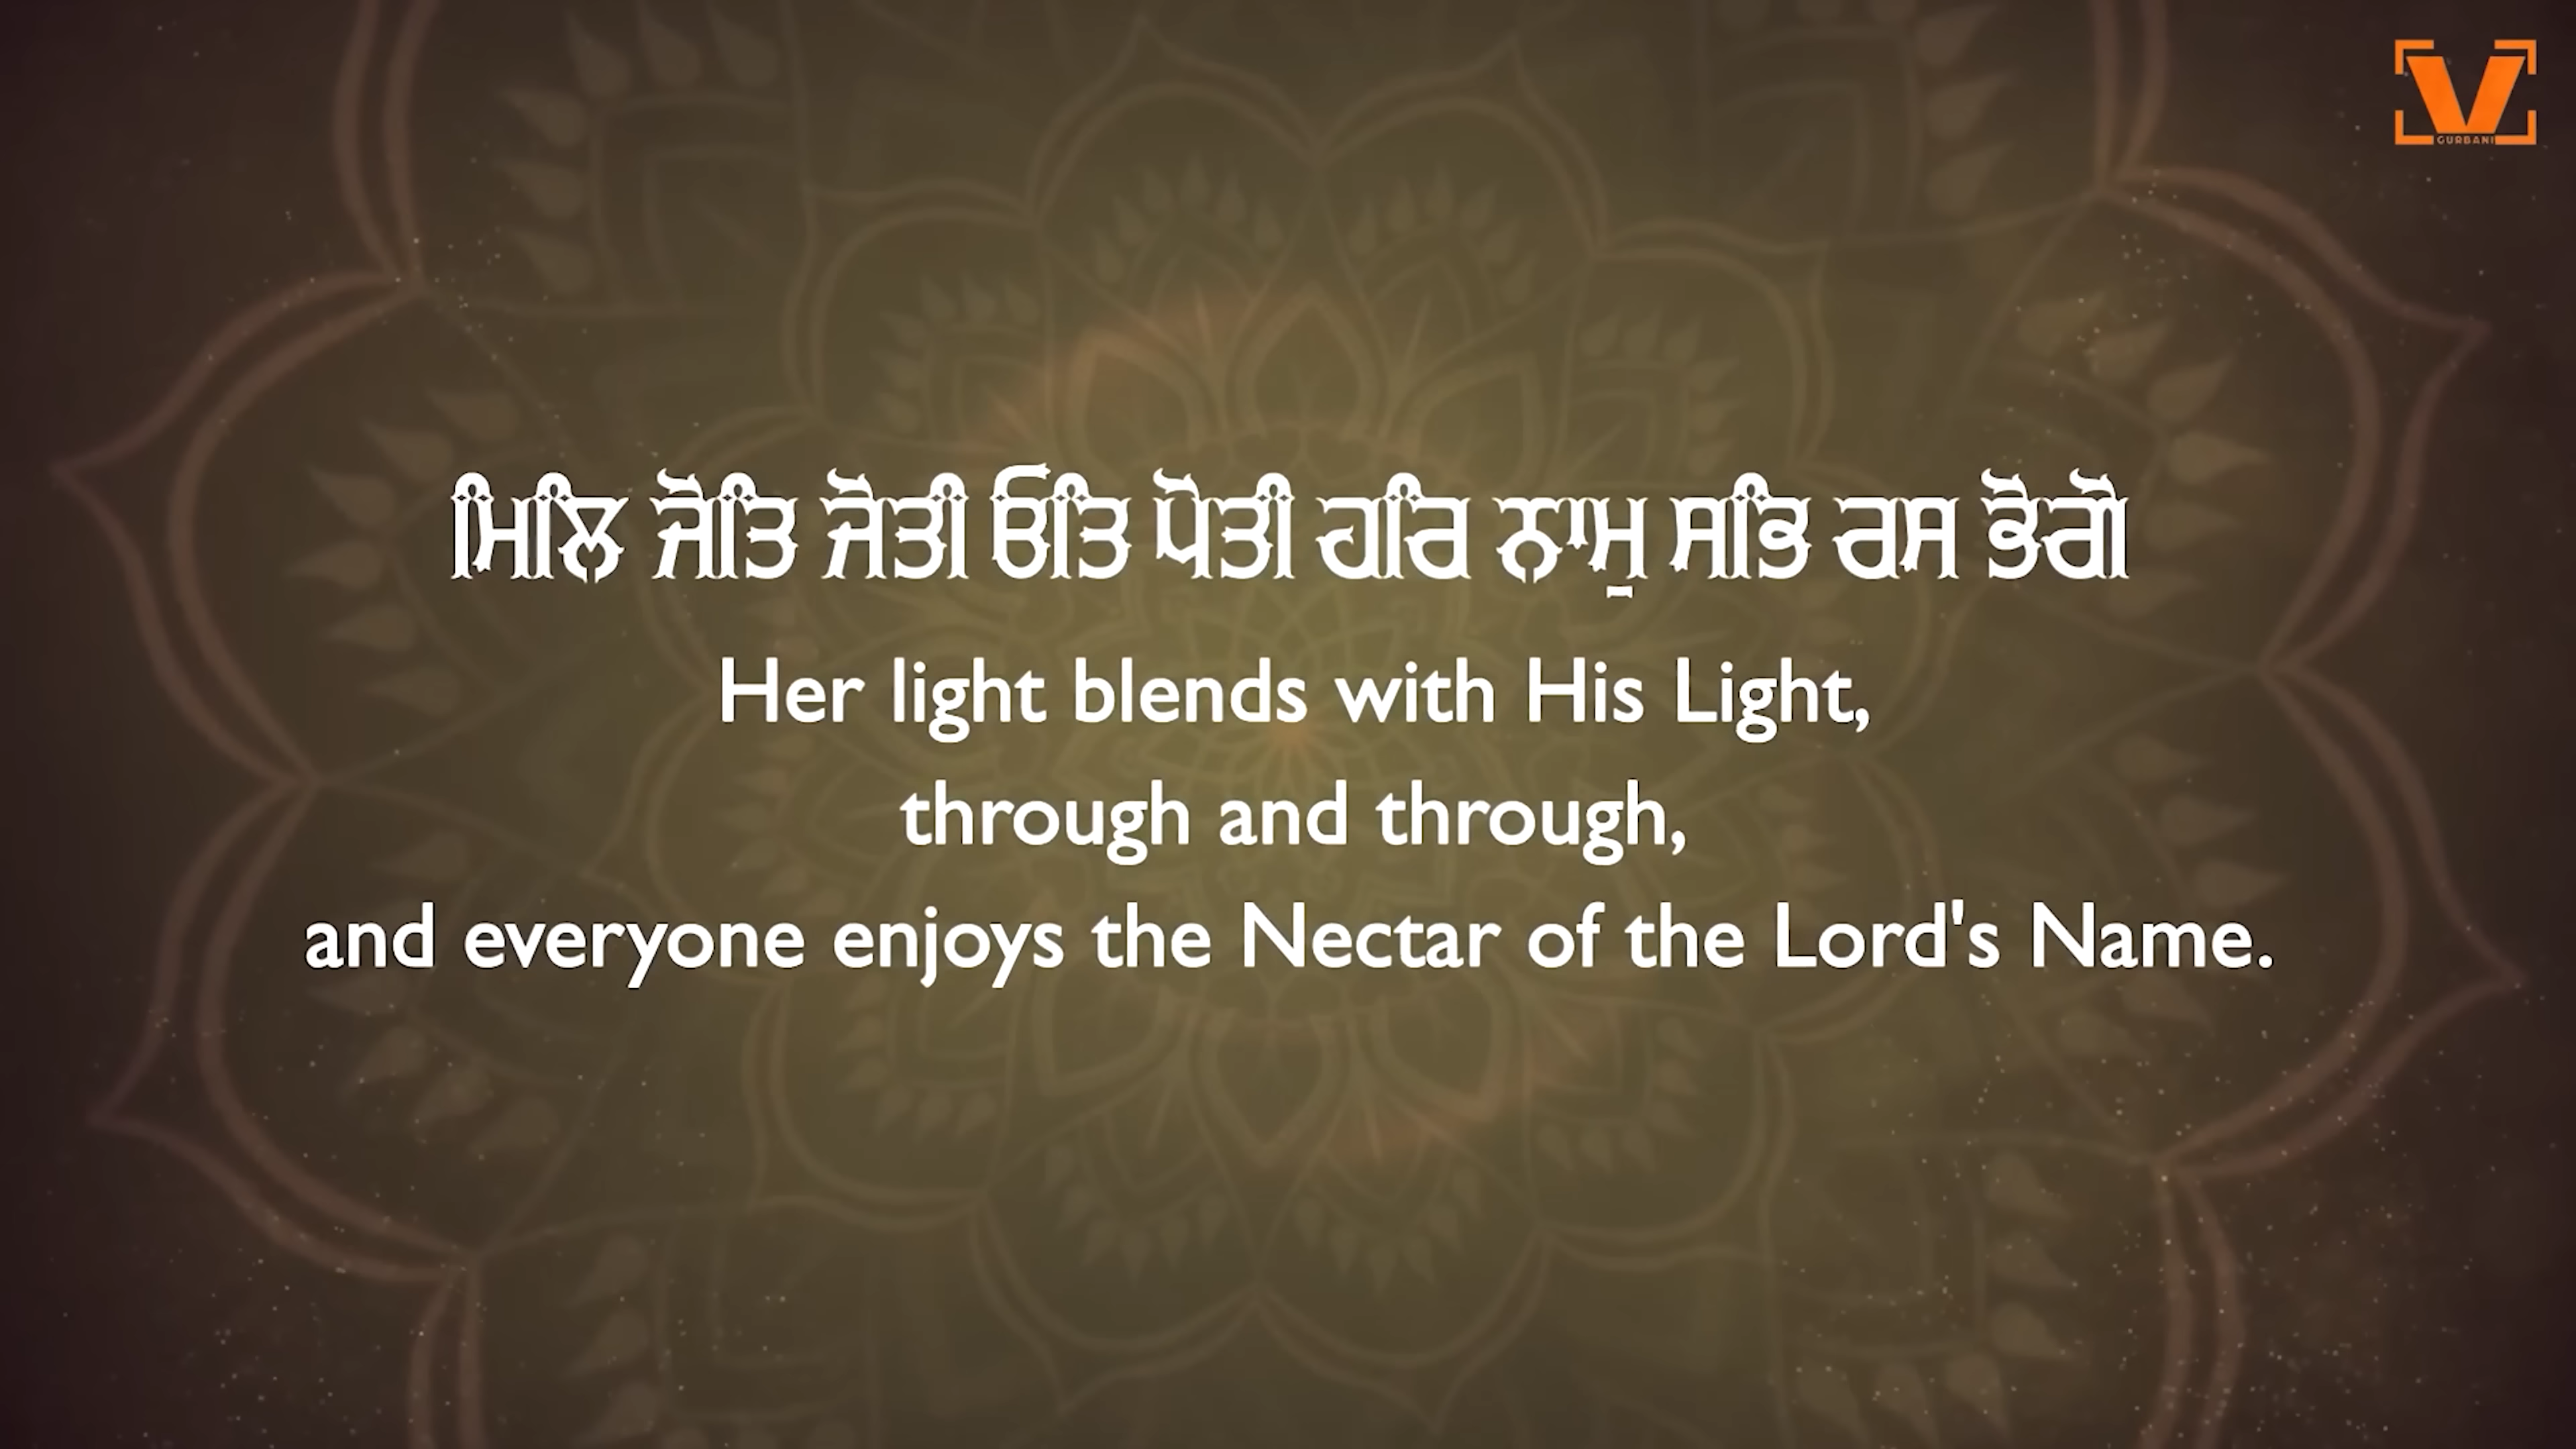 V
GURBANI
ਮਿਲਿ ਜੋਤਿ ਜੋਤੀ ਓਤਿ ਪੋਤੀ ਹਰਿ ਨਾਮੁ ਸਭਿ ਰਸ ਭੋਗੋ
Her light blends with His Light,
through and through,
and everyone enjoys the Nectar of the Lord's Name.